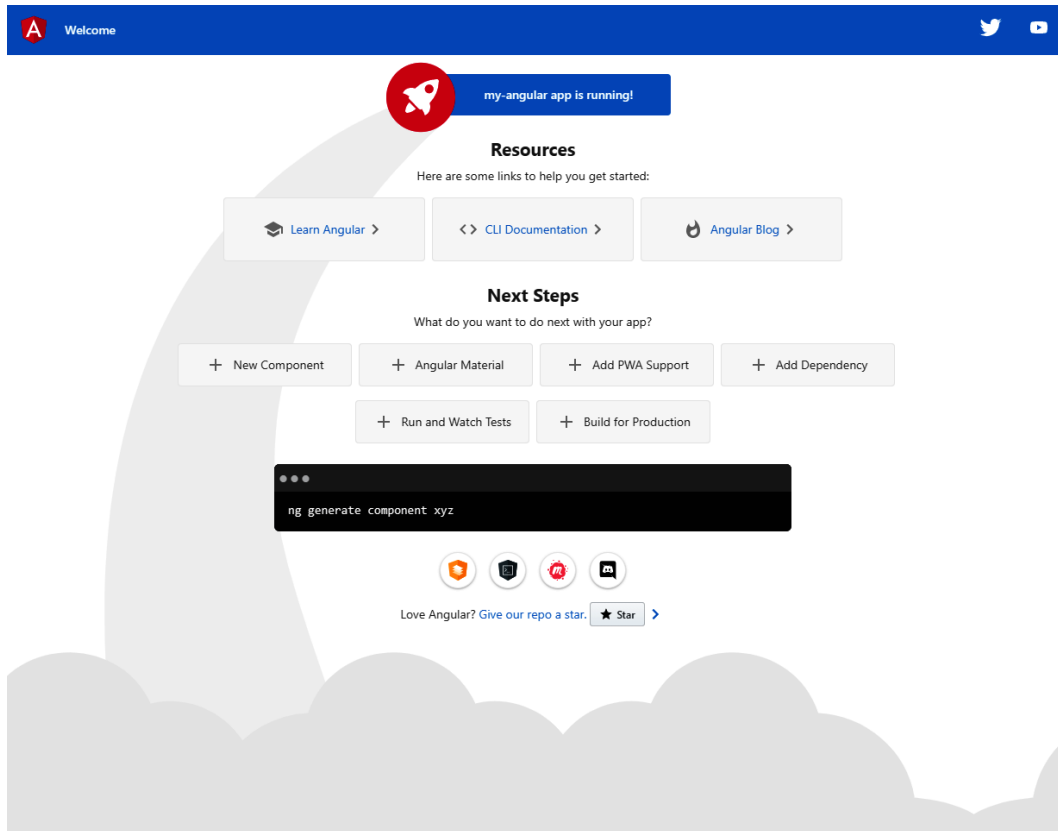 Welcome
my-angular app is running!
Resources
Here are some links to help you get started:
Learn Angular
CLI Documentation
Angular Blog
Next Steps
What do you want to do next with your app?
New Component
Angular Material
Add PWA Support
Add Dependency
Run and Watch Tests
Build for Production
ng generate component xyz
Love Angular? Give our repo a star. Star